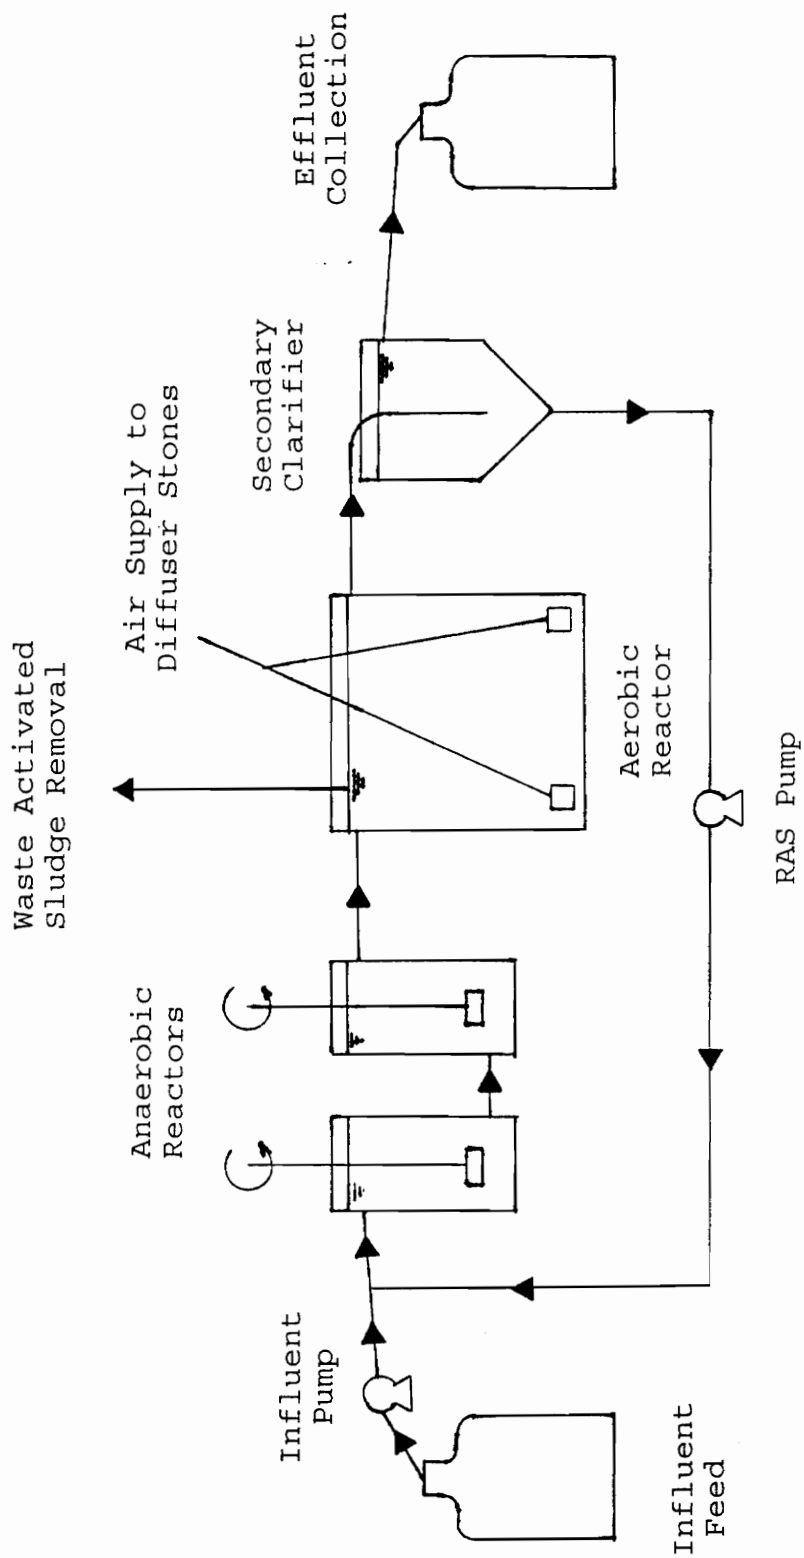 Influent
Feed
Influent
Pump
Anaerobic
Reactors
Waste Activated
Sludge Removal
Air Supply to
Diffuser Stones
Aerobic
Reactor
Secondary
Clarifier
Effluent
Collection
RAS Pump